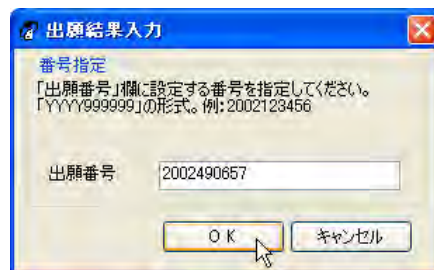 出願結果入力
番号指定
「出願番号」欄に設定する番号を指定してください。
「YYYY999999」の形式。例:2002123456
出願番号 2002490657
OK キャンセル